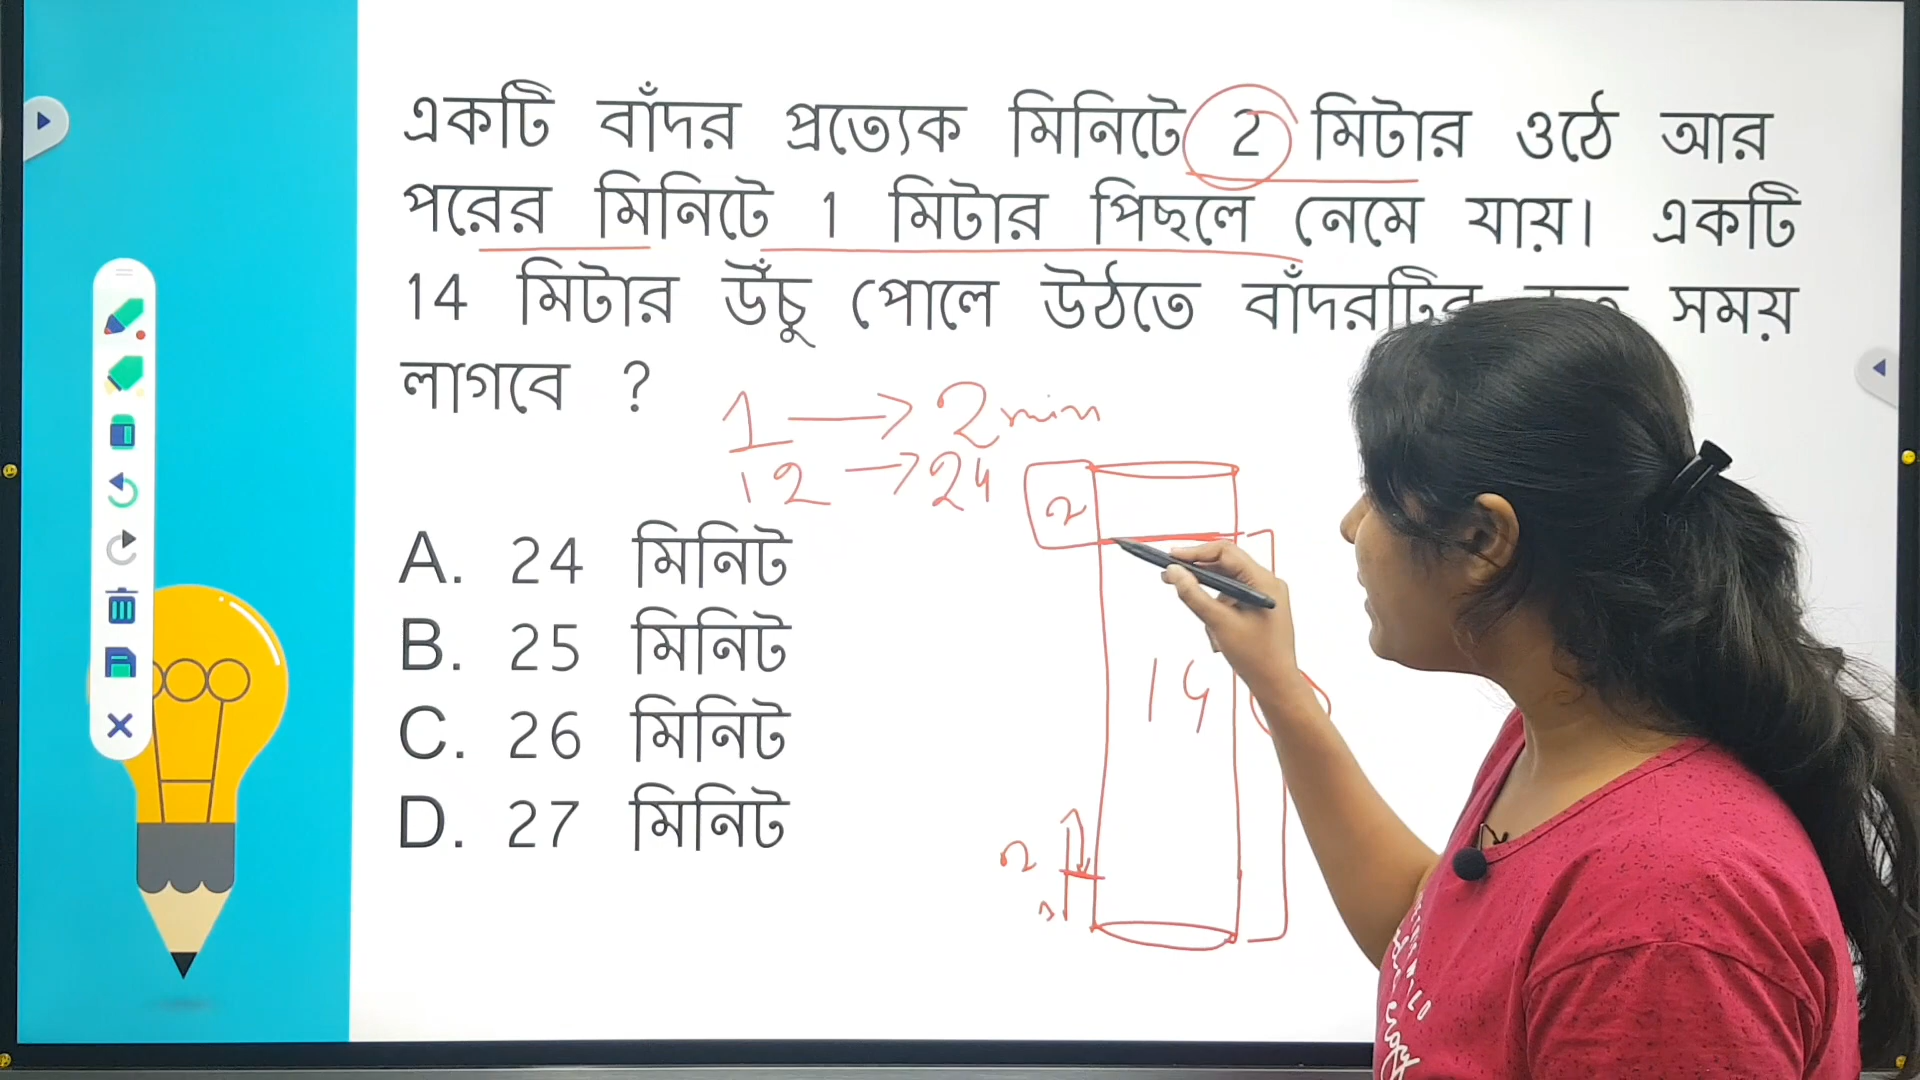 একটি বাঁদর প্রত্যেক মিনিটে 2 মিটার ওঠে আর
পরের মিনিটে 1 মিটার পিছলে নেমে যায়। একটি
14 মিটার উঁচু পোলে উঠতে বাঁদরটির সময়
লাগবে ?
1 → 2 min
12 → 24
A. 24 মিনিট
B. 25 মিনিট
C. 26 মিনিট
D. 27 মিনিট
2
14
2